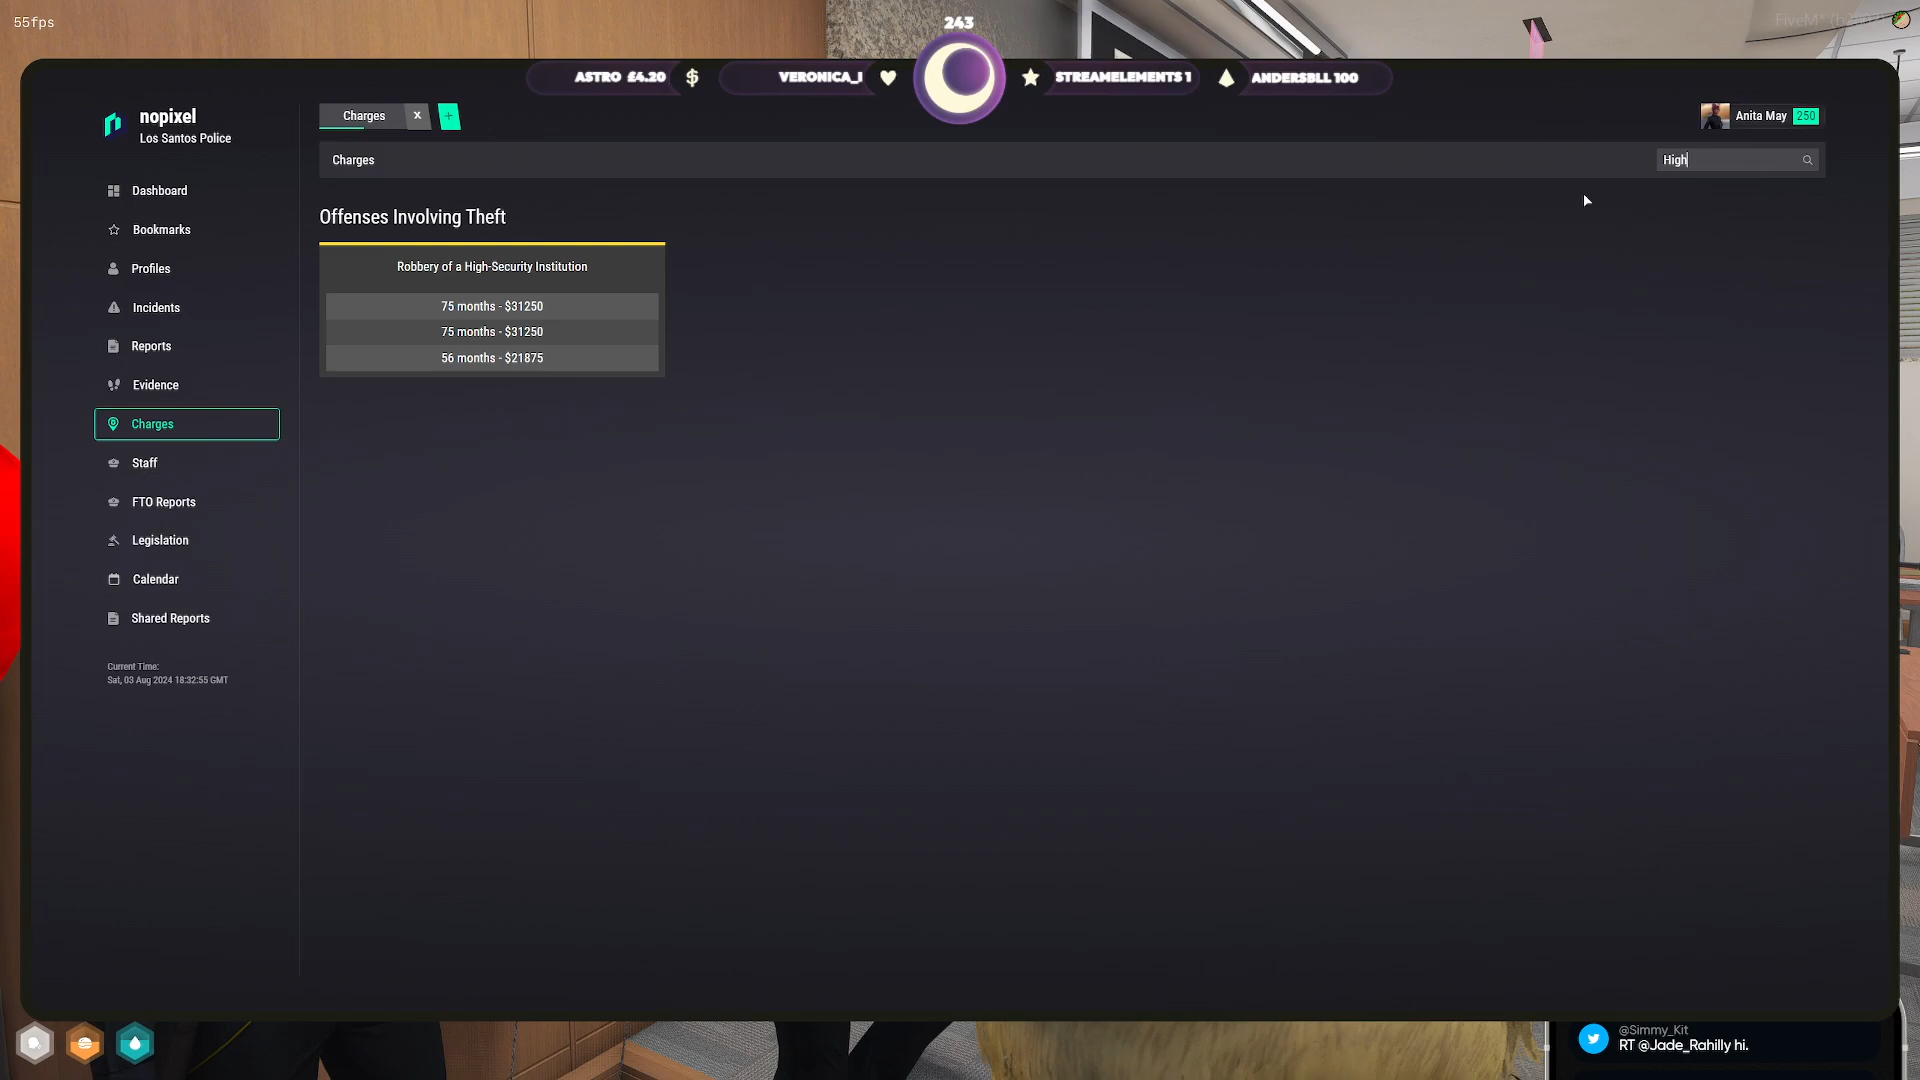 55fps
243
FiveM*
ASTRO £4.20
VERONICA_I
STREAMELEMENTS 1
ANDERSBLL 100
nopixel
Los Santos Police
Charges
x
+
Anita May 250
Charges
High
Dashboard
Bookmarks
Profiles
Incidents
Reports
Evidence
Charges
Staff
FTO Reports
Legislation
Calendar
Shared Reports
Current Time:
Sat, 03 Aug 2024 18:32:55 GMT
Offenses Involving Theft
Robbery of a High-Security Institution
75 months - $31250
75 months - $31250
56 months - $21875
@Simmy_Kit
RT @Jade_Rahilly hi.